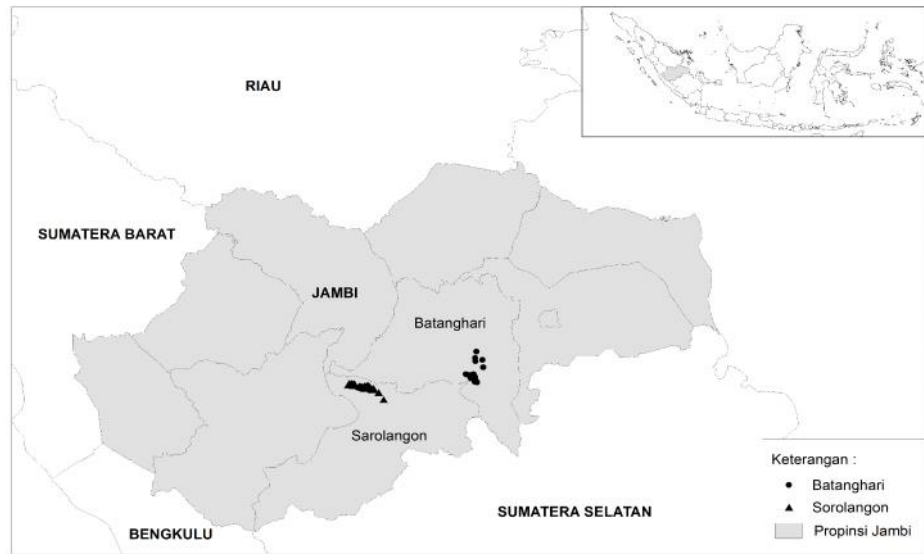 RIAU
SUMATERA BARAT
JAMBI
Batanghari
Sarolangon
Keterangan :
Batanghari
Sorolangon
Propinsi Jambi
SUMATERA SELATAN
BENGKULU